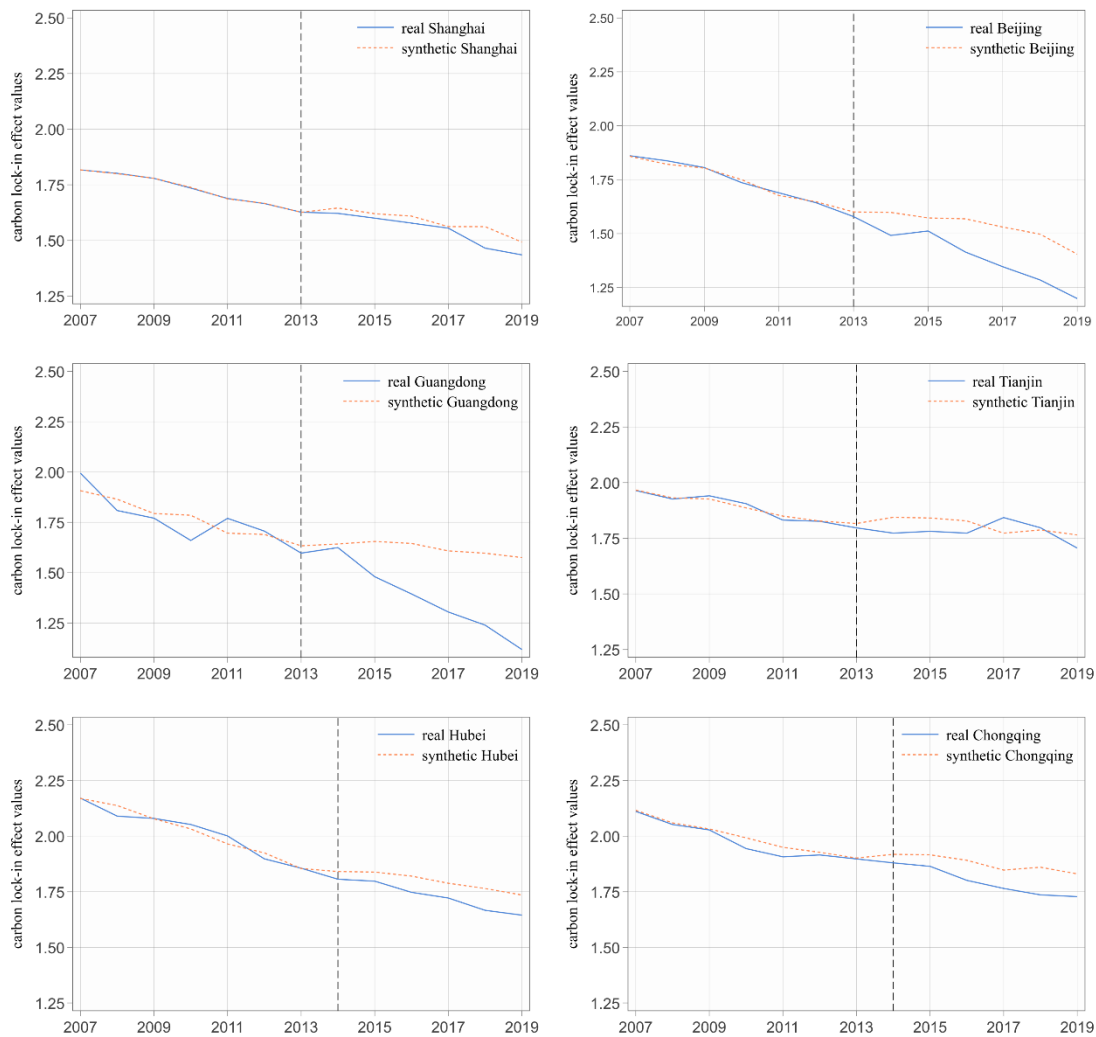 real Shanghai
synthetic Shanghai
carbon lock-in effect values
2.50
2.25
2.00
1.75
1.50
1.25
2007 2009 2011 2013 2015 2017 2019
real Beijing
synthetic Beijing
carbon lock-in effect values
2.50
2.25
2.00
1.75
1.50
1.25
2007 2009 2011 2013 2015 2017 2019
real Guangdong
synthetic Guangdong
carbon lock-in effect values
2.50
2.25
2.00
1.75
1.50
1.25
2007 2009 2011 2013 2015 2017 2019
real Tianjin
synthetic Tianjin
carbon lock-in effect values
2.50
2.25
2.00
1.75
1.50
1.25
2007 2009 2011 2013 2015 2017 2019
real Hubei
synthetic Hubei
carbon lock-in effect values
2.50
2.25
2.00
1.75
1.50
1.25
2007 2009 2011 2013 2015 2017 2019
real Chongqing
synthetic Chongqing
carbon lock-in effect values
2.50
2.25
2.00
1.75
1.50
1.25
2007 2009 2011 2013 2015 2017 2019